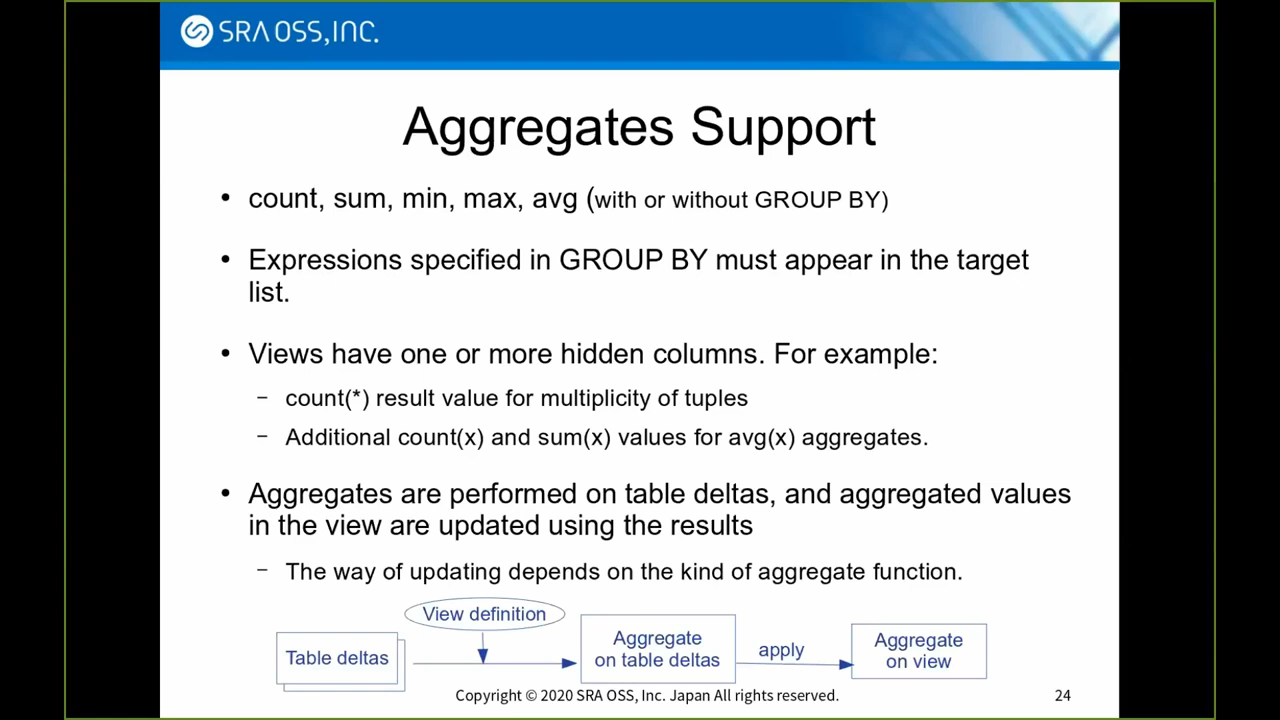 SRA OSS, INC.
Aggregates Support
• count, sum, min, max, avg (with or without GROUP BY)
• Expressions specified in GROUP BY must appear in the target
list.
• Views have one or more hidden columns. For example:
– count(*) result value for multiplicity of tuples
– Additional count(x) and sum(x) values for avg(x) aggregates.
• Aggregates are performed on table deltas, and aggregated values
in the view are updated using the results
– The way of updating depends on the kind of aggregate function.
View definition
Table deltas
Aggregate
on table deltas
apply
Aggregate
on view
Copyright © 2020 SRA OSS, Inc. Japan All rights reserved.
24